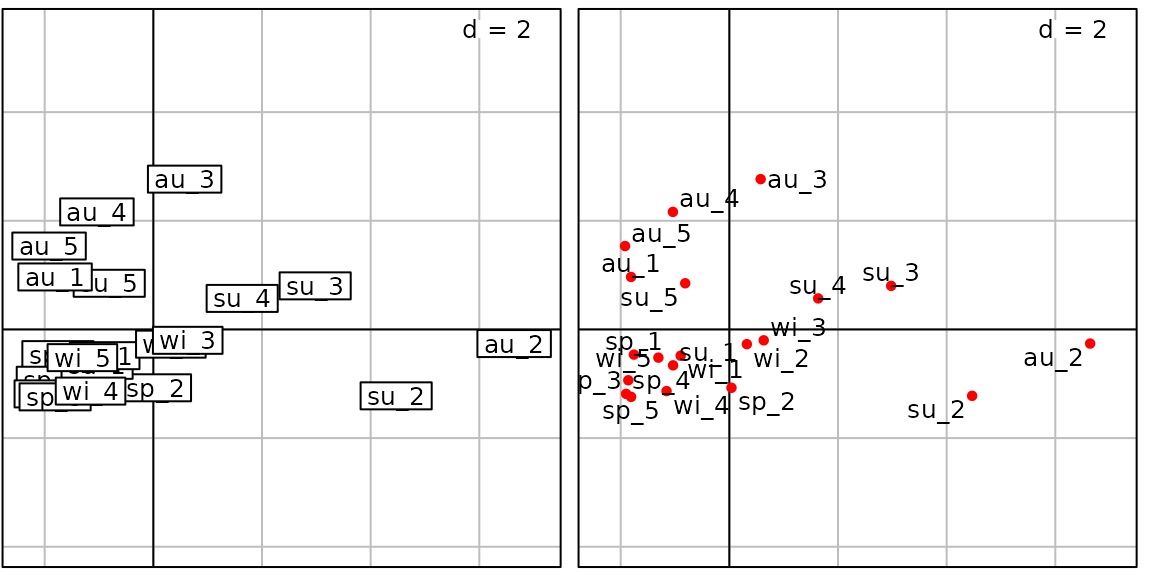 d = 2
au_3
au_4
au_5
au_1
su_5
su_3
su_4
wi_3
au_2
wi_5
wi_4
sp_2
su_2
d = 2
au_3
au_4
au_5
au_1
su_5
su_3
su_4
wi_3
sp_1
su_1
wi_5
wi_2
au_2
wi_1
p_3
sp_4
wi_4
sp_2
sp_5
su_2